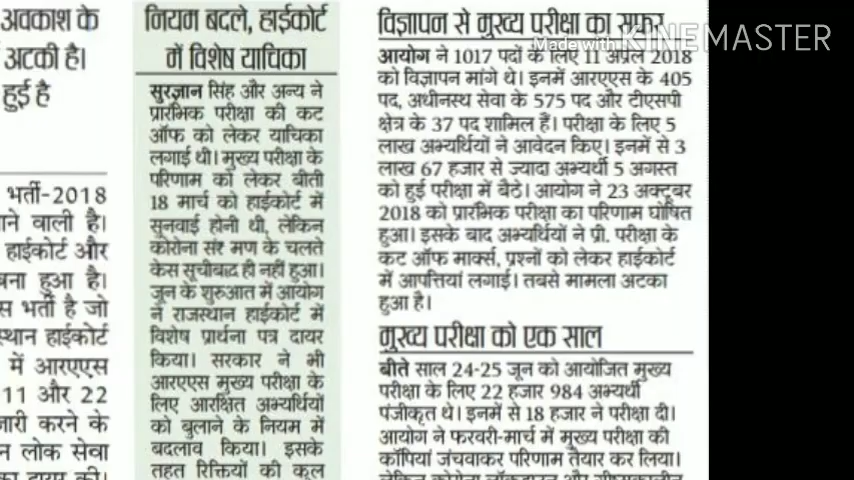 अवकाश के
अटकी है।
हुई है
भर्ती-2018
ाने वाली है।
हाईकोर्ट और
बना हुआ है।
स भर्ती है जो
स्थान हाईकोर्ट
में आरएएस
11 और 22
जारी करने के
न लोक सेवा
का दायर की।
नियम बदले, हाईकोर्ट
में विशेष याचिका
सुरज्ञान सिंह और अन्य ने
प्रारंभिक परीक्षा की कट
ऑफ को लेकर याचिका
लगाई थी। मुख्य परीक्षा के
परिणाम को लेकर बीती
18 मार्च को हाईकोर्ट में
सुनवाई होनी थी, लेकिन
कोरोना संर मण के चलते
केस सूचीबद्ध ही नहीं हुआ।
जून के शुरुआत में आयोग
ने राजस्थान हाईकोर्ट में
विशेष प्रार्थना पत्र दायर
किया। सरकार ने भी
आरएएस मुख्य परीक्षा के
लिए आरक्षित अभ्यर्थियों
को बुलाने के नियम में
बदलाव किया। इसके
तहत रिक्तियों की कुल
विज्ञापन से मुख्य परीक्षा का सफर
Made with KINEMASTER
आयोग ने 1017 पदों के लिए 11 अप्रैल 2018
को विज्ञापन मांगे थे। इनमें आरएएस के 405
पद, अधीनस्थ सेवा के 575 पद और टीएसपी
क्षेत्र के 37 पद शामिल हैं। परीक्षा के लिए 5
लाख अभ्यर्थियों ने आवेदन किए। इनमें से 3
लाख 67 हजार से ज्यादा अभ्यर्थी 5 अगस्त
को हुई परीक्षा में बैठे। आयोग ने 23 अक्टूबर
2018 को प्रारंभिक परीक्षा का परिणाम घोषित
हुआ। इसके बाद अभ्यर्थियों ने प्री. परीक्षा के
कट ऑफ मार्क्स, प्रश्नों को लेकर हाईकोर्ट
में आपत्तियां लगाई। तबसे मामला अटका
हुआ है।
मुख्य परीक्षा को एक साल
बीते साल 24-25 जून को आयोजित मुख्य
परीक्षा के लिए 22 हजार 984 अभ्यर्थी
पंजीकृत थे। इनमें से 18 हजार ने परीक्षा दी।
आयोग ने फरवरी-मार्च में मुख्य परीक्षा की
कॉपियां जंचवाकर परिणाम तैयार कर लिया।
लेकिन कोरोना लॉकडाउन और ग्रीष्मकालीन